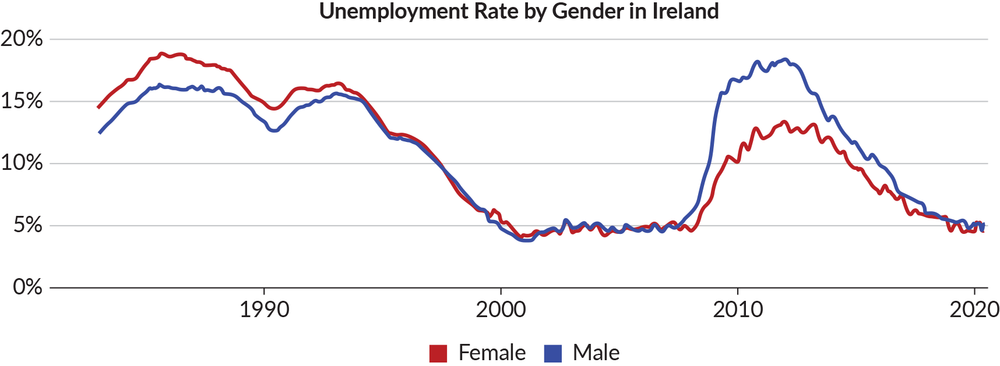 Unemployment Rate by Gender in Ireland
20%
15%
10%
5%
0%
1990 2000 2010 2020
Female Male